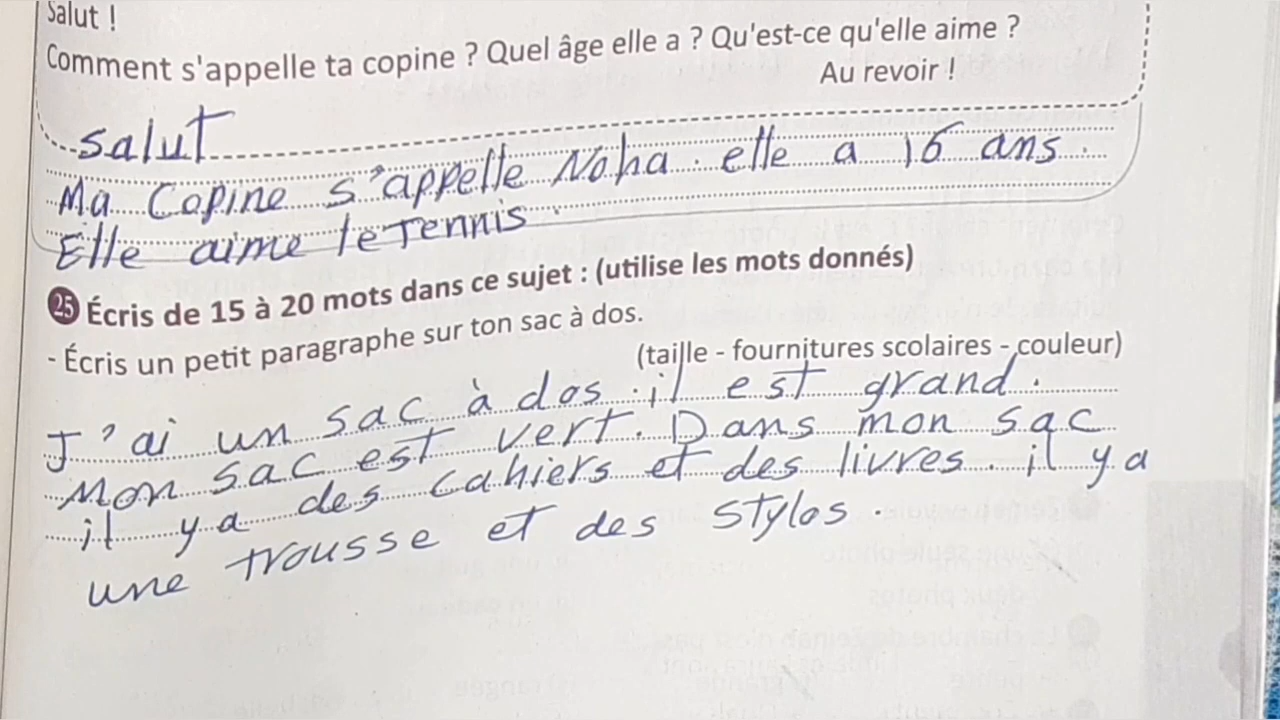 Salut !
Comment s'appelle ta copine ? Quel âge elle a ? Qu'est-ce qu'elle aime ?
Au revoir !
salut
Ma Copine s'appelle Noha . elle a 16 ans .
Elle aime le Tennis .
25 Écris de 15 à 20 mots dans ce sujet : (utilise les mots donnés)
- Écris un petit paragraphe sur ton sac à dos.
(taille - fournitures scolaires - couleur)
J'ai un sac à dos . il est grand .
Mon sac est vert . Dans mon sac
il y a des cahiers et des livres . il y a
une trousse et des stylos .